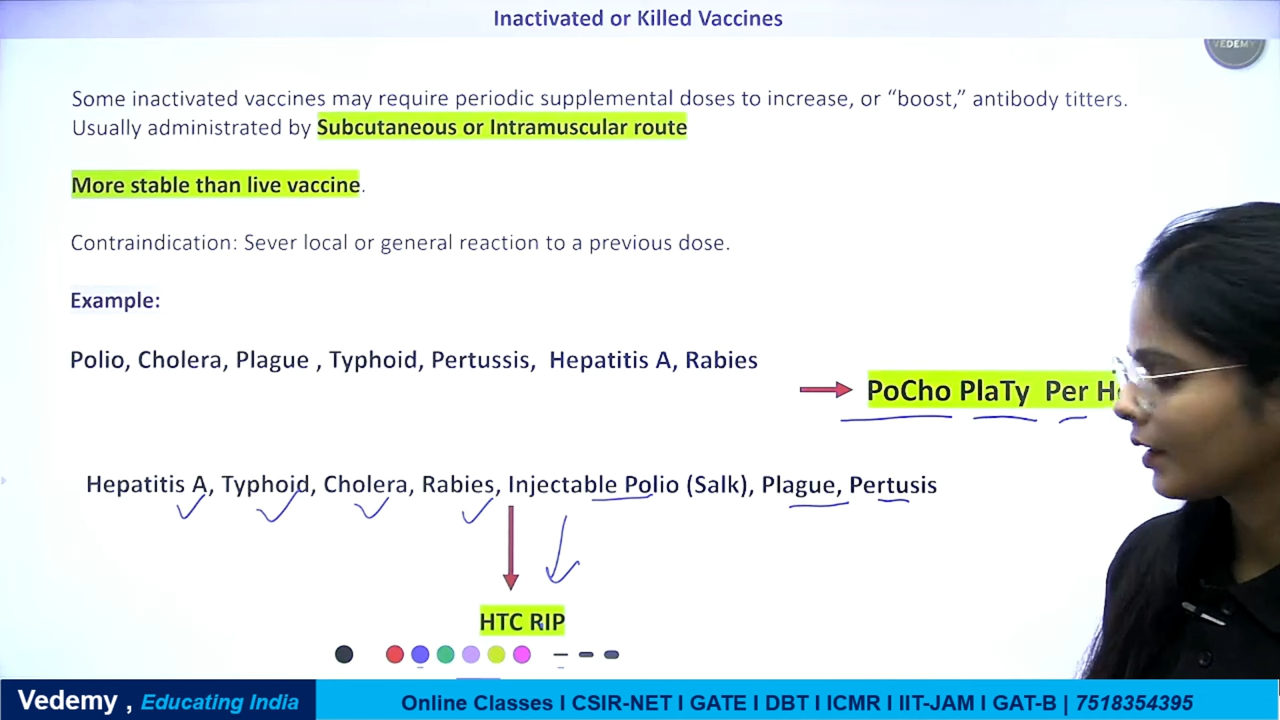 Inactivated or Killed Vaccines
VEDEMY
Some inactivated vaccines may require periodic supplemental doses to increase, or “boost,” antibody titters.
Usually administrated by Subcutaneous or Intramuscular route
More stable than live vaccine.
Contraindication: Sever local or general reaction to a previous dose.
Example:
Polio, Cholera, Plague , Typhoid, Pertussis, Hepatitis A, Rabies
PoCho PlaTy Per
Hepatitis A, Typhoid, Cholera, Rabies, Injectable Polio (Salk), Plague, Pertusis
HTC RIP
Vedemy , Educating India
Online Classes I CSIR-NET I GATE I DBT I ICMR I IIT-JAM I GAT-B | 7518354395